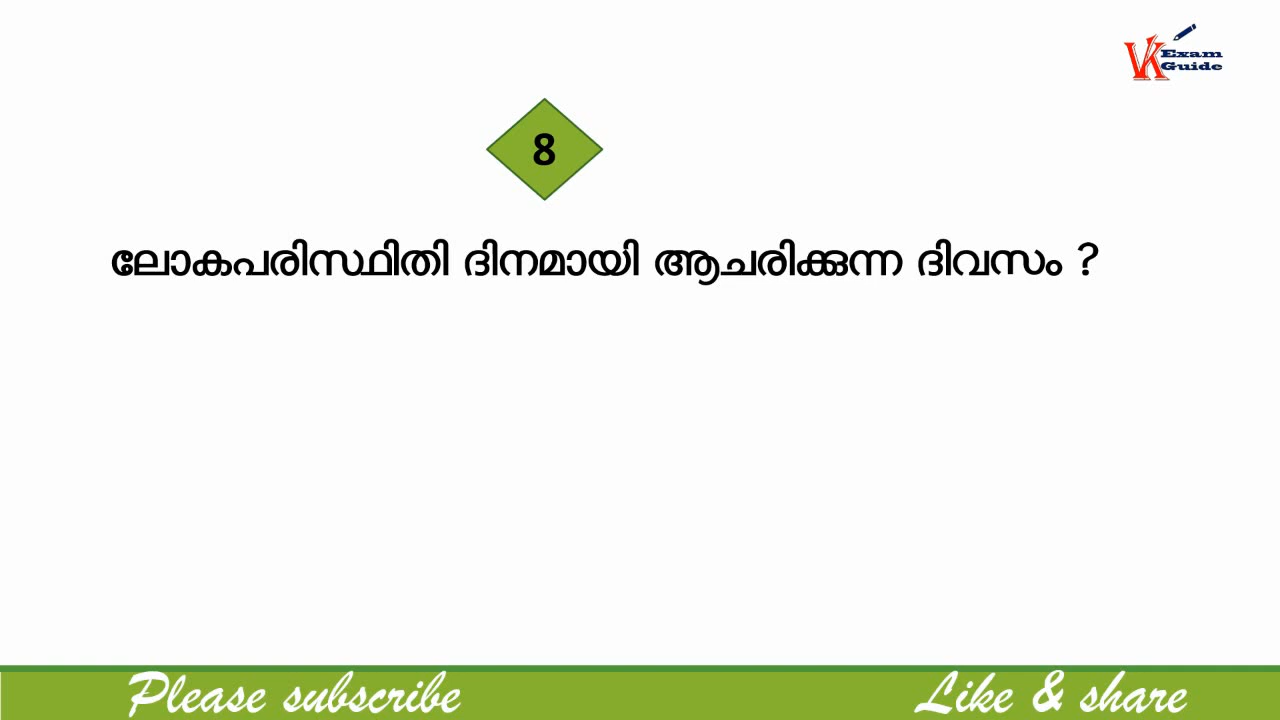 VK Exam
Guide
8
ലോകപരിസ്ഥിതി ദിനമായി ആചരിക്കുന്ന ദിവസം ?
Please subscribe
Like & share